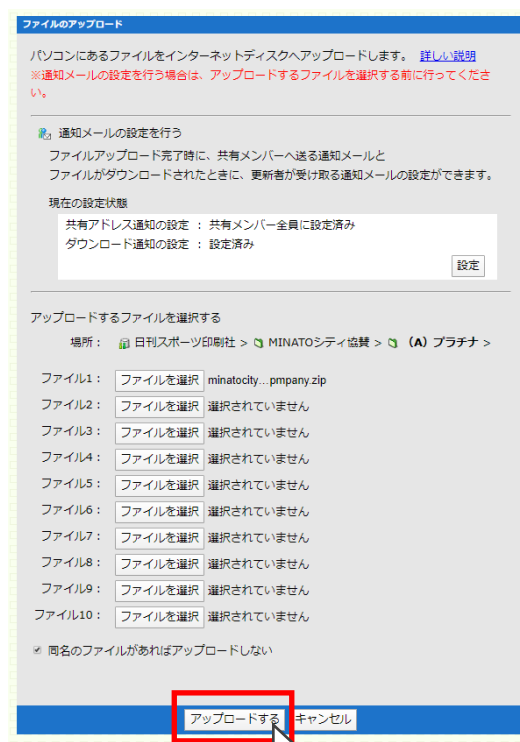 ファイルのアップロード
パソコンにあるファイルをインターネットディスクへアップロードします。 詳しい説明
※通知メールの設定を行う場合は、アップロードするファイルを選択する前に行ってくださ
い。
通知メールの設定を行う
ファイルアップロード完了時に、共有メンバーへ送る通知メールと
ファイルがダウンロードされたときに、更新者が受け取る通知メールの設定ができます。
現在の設定状態
共有アドレス通知の設定 : 共有メンバー全員に設定済み
ダウンロード通知の設定 : 設定済み
設定
アップロードするファイルを選択する
場所: 日刊スポーツ印刷社 > MINATOシティ協賛 > (A) プラチナ >
ファイル1: ファイルを選択 minatocity…pmpany.zip
ファイル2: ファイルを選択 選択されていません
ファイル3: ファイルを選択 選択されていません
ファイル4: ファイルを選択 選択されていません
ファイル5: ファイルを選択 選択されていません
ファイル6: ファイルを選択 選択されていません
ファイル7: ファイルを選択 選択されていません
ファイル8: ファイルを選択 選択されていません
ファイル9: ファイルを選択 選択されていません
ファイル10: ファイルを選択 選択されていません
同名のファイルがあればアップロードしない
アップロードする キャンセル